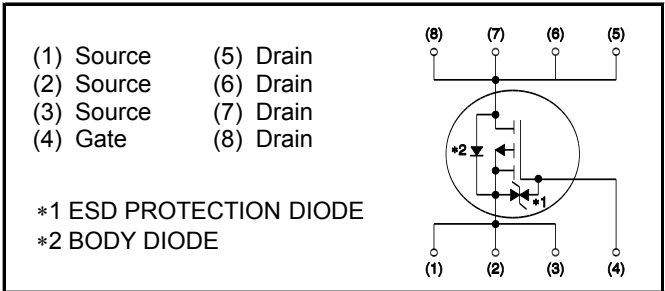 (1) Source (5) Drain
(2) Source (6) Drain
(3) Source (7) Drain
(4) Gate (8) Drain
∗1 ESD PROTECTION DIODE
∗2 BODY DIODE
(8) (7) (6) (5)
∗2
∗1
(1) (2) (3) (4)